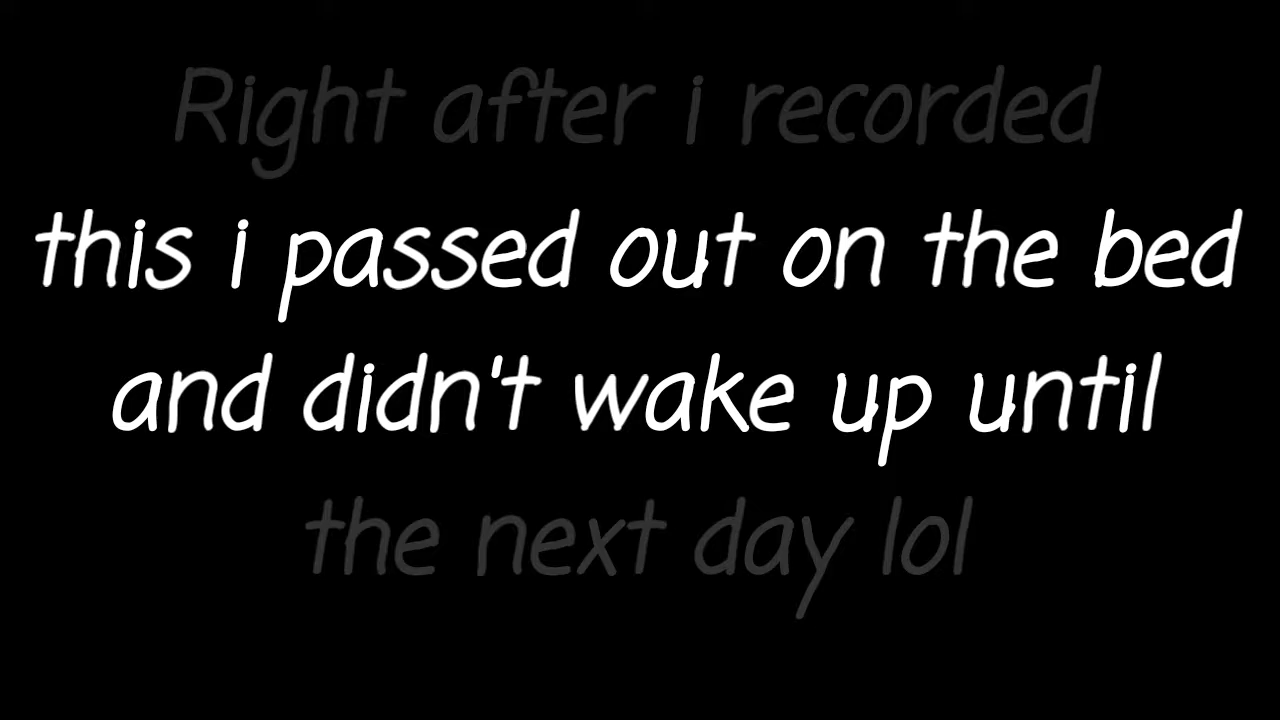 Right after i recorded
this i passed out on the bed
and didn't wake up until
the next day lol